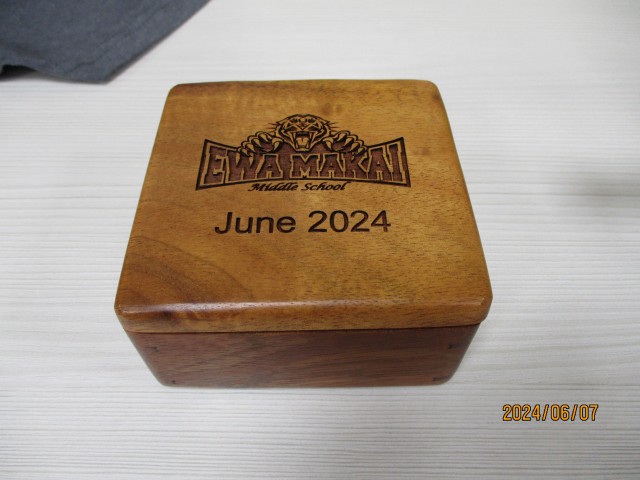 EWA MAKAI
Middle School
June 2024
2024/06/07